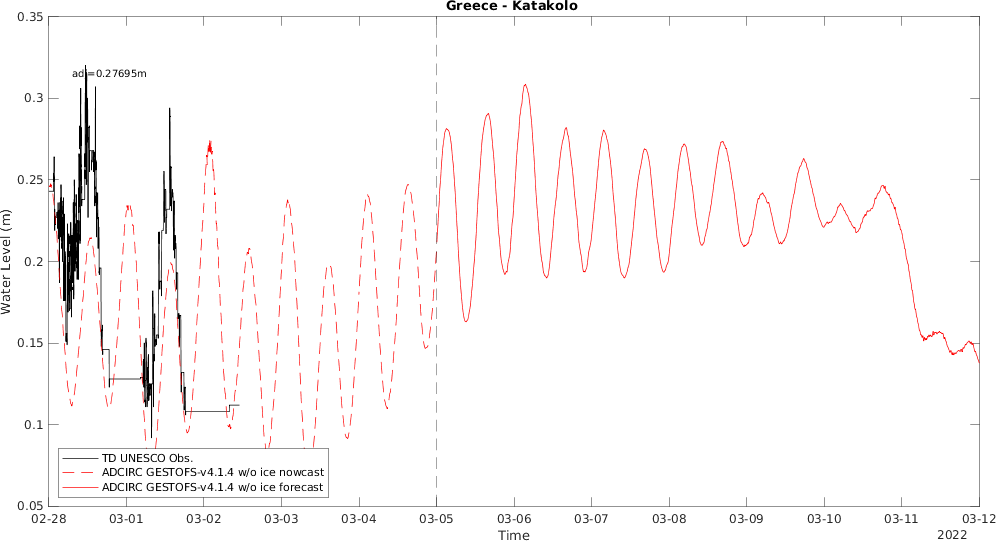 Greece - Katakolo
0.35
0.3
0.25
0.2
0.15
0.1
0.05
Water Level (m)
ad =0.27695m
TD UNESCO Obs.
ADCIRC GESTOFS-v4.1.4 w/o ice nowcast
ADCIRC GESTOFS-v4.1.4 w/o ice forecast
02-28 03-01 03-02 03-03 03-04 03-05 03-06 03-07 03-08 03-09 03-10 03-11 03-12
Time
2022